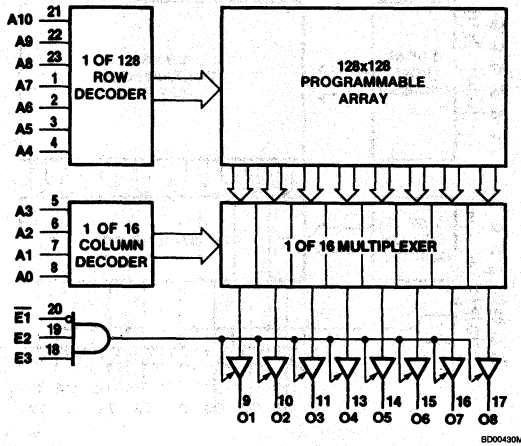 A10 21
A9 22
A8 23
A7 1
A6 2
A5 3
A4 4
1 OF 128
ROW
DECODER
128x128
PROGRAMMABLE
ARRAY
A3 5
A2 6
A1 7
A0 8
1 OF 16
COLUMN
DECODER
1 OF 16 MULTIPLEXER
E1 20
E2 19
E3 18
9 10 11 13 14 15 16 17
O1 O2 O3 O4 O5 O6 O7 O8
BD00430M